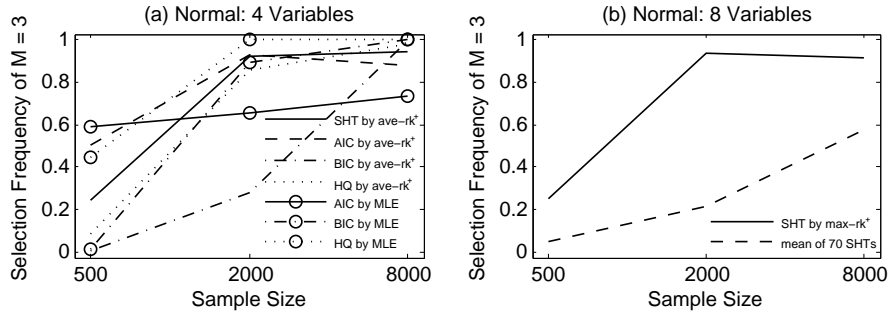 (a) Normal: 4 Variables
Selection Frequency of M = 3
1
0.8
0.6
0.4
0.2
0
500
2000
8000
Sample Size
SHT by ave−rk⁺
AIC by ave−rk⁺
BIC by ave−rk⁺
HQ by ave−rk⁺
AIC by MLE
BIC by MLE
HQ by MLE
(b) Normal: 8 Variables
Selection Frequency of M = 3
1
0.8
0.6
0.4
0.2
0
500
2000
8000
Sample Size
SHT by max−rk⁺
mean of 70 SHTs